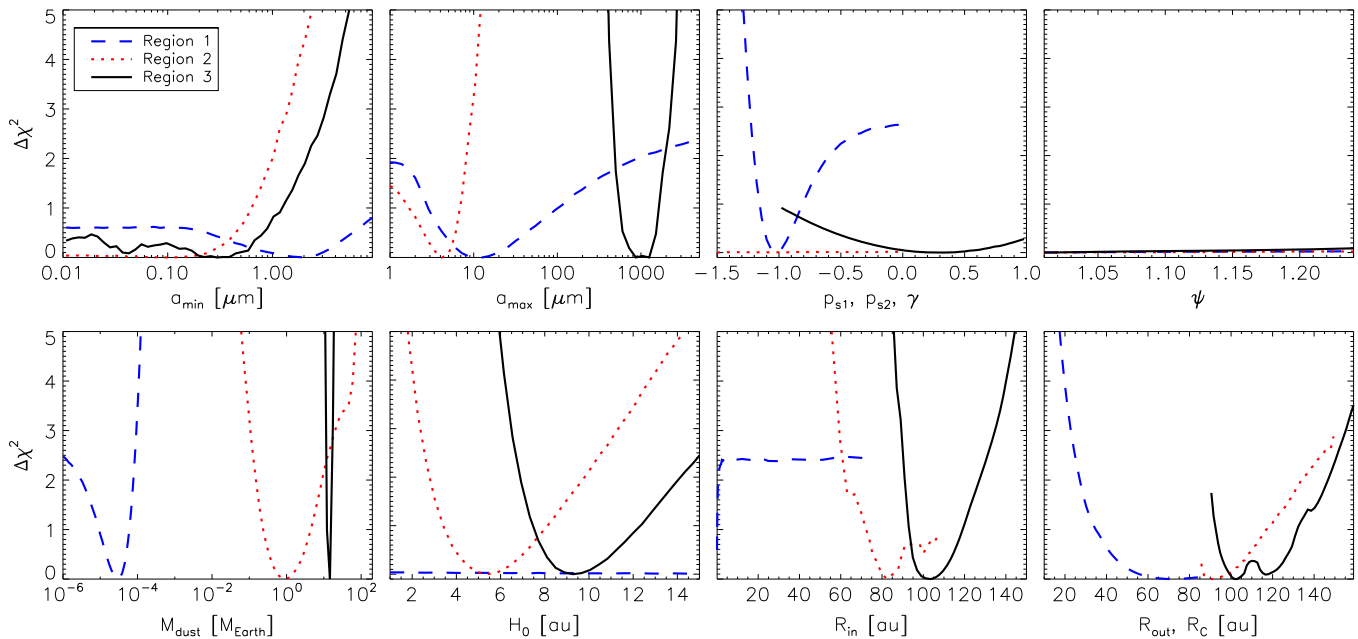 5
4
3
2
1
0
Δχ²
Region 1
Region 2
Region 3
0.01 0.10 1.00
a_min [μm]
1 10 100 1000
a_max [μm]
−1.5 −1.0 −0.5 0.0 0.5 1.0
p_s1, p_s2, γ
1.05 1.10 1.15 1.20
ψ
5
4
3
2
1
0
Δχ²
10⁻⁶ 10⁻⁴ 10⁻² 10⁰ 10²
M_dust [M_Earth]
2 4 6 8 10 12 14
H_0 [au]
20 40 60 80 100 120 140
R_in [au]
20 40 60 80 100 120 140
R_out, R_C [au]